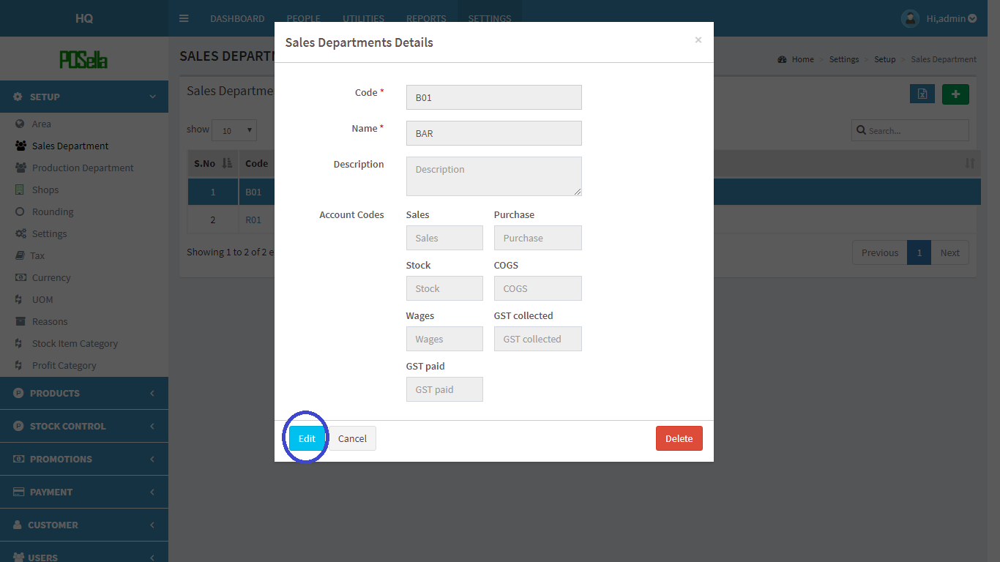 HQ
DASHBOARD PEOPLE UTILITIES REPORTS SETTINGS
Hi,admin
POSella
SALES DEPARTM
Home Settings Setup Sales Department
SETUP
Area
Sales Department
Production Department
Shops
Rounding
Settings
Tax
Currency
UOM
Reasons
Stock Item Category
Profit Category
PRODUCTS
STOCK CONTROL
PROMOTIONS
PAYMENT
CUSTOMER
USERS
Sales Departme
show 10
Search...
S.No Code
1 B01
2 R01
Showing 1 to 2 of 2 e
Previous 1 Next
Sales Departments Details ×
Code * B01
Name * BAR
Description Description
Account Codes Sales Purchase
Sales Purchase
Stock COGS
Stock COGS
Wages GST collected
Wages GST collected
GST paid
GST paid
Edit Cancel Delete